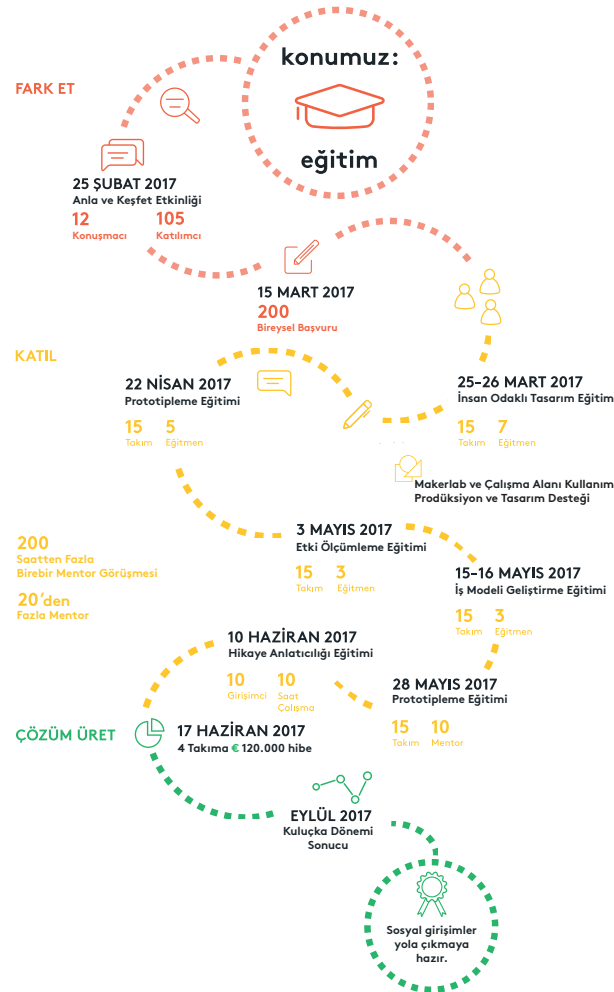 konumuz:
eğitim
FARK ET
25 ŞUBAT 2017
Anla ve Keşfet Etkinliği
12 105
Konuşmacı Katılımcı
15 MART 2017
200
Bireysel Başvuru
KATIL
25-26 MART 2017
İnsan Odaklı Tasarım Eğitim
15 7
Takım Eğitmen
22 NİSAN 2017
Prototipleme Eğitimi
15 5
Takım Eğitmen
Makerlab ve Çalışma Alanı Kullanım
Prodüksiyon ve Tasarım Desteği
3 MAYIS 2017
Etki Ölçümleme Eğitimi
15 3
Takım Eğitmen
200
Saatten Fazla
Birebir Mentor Görüşmesi
20'den
Fazla Mentor
15-16 MAYIS 2017
İş Modeli Geliştirme Eğitimi
15 3
Takım Eğitmen
28 MAYIS 2017
Prototipleme Eğitimi
15 10
Takım Mentor
10 HAZİRAN 2017
Hikaye Anlatıcılığı Eğitimi
10 10
Girişimci Saat
Çalışma
ÇÖZÜM ÜRET
17 HAZİRAN 2017
4 Takıma € 120.000 hibe
EYLÜL 2017
Kuluçka Dönemi
Sonucu
Sosyal girişimler
yola çıkmaya
hazır.